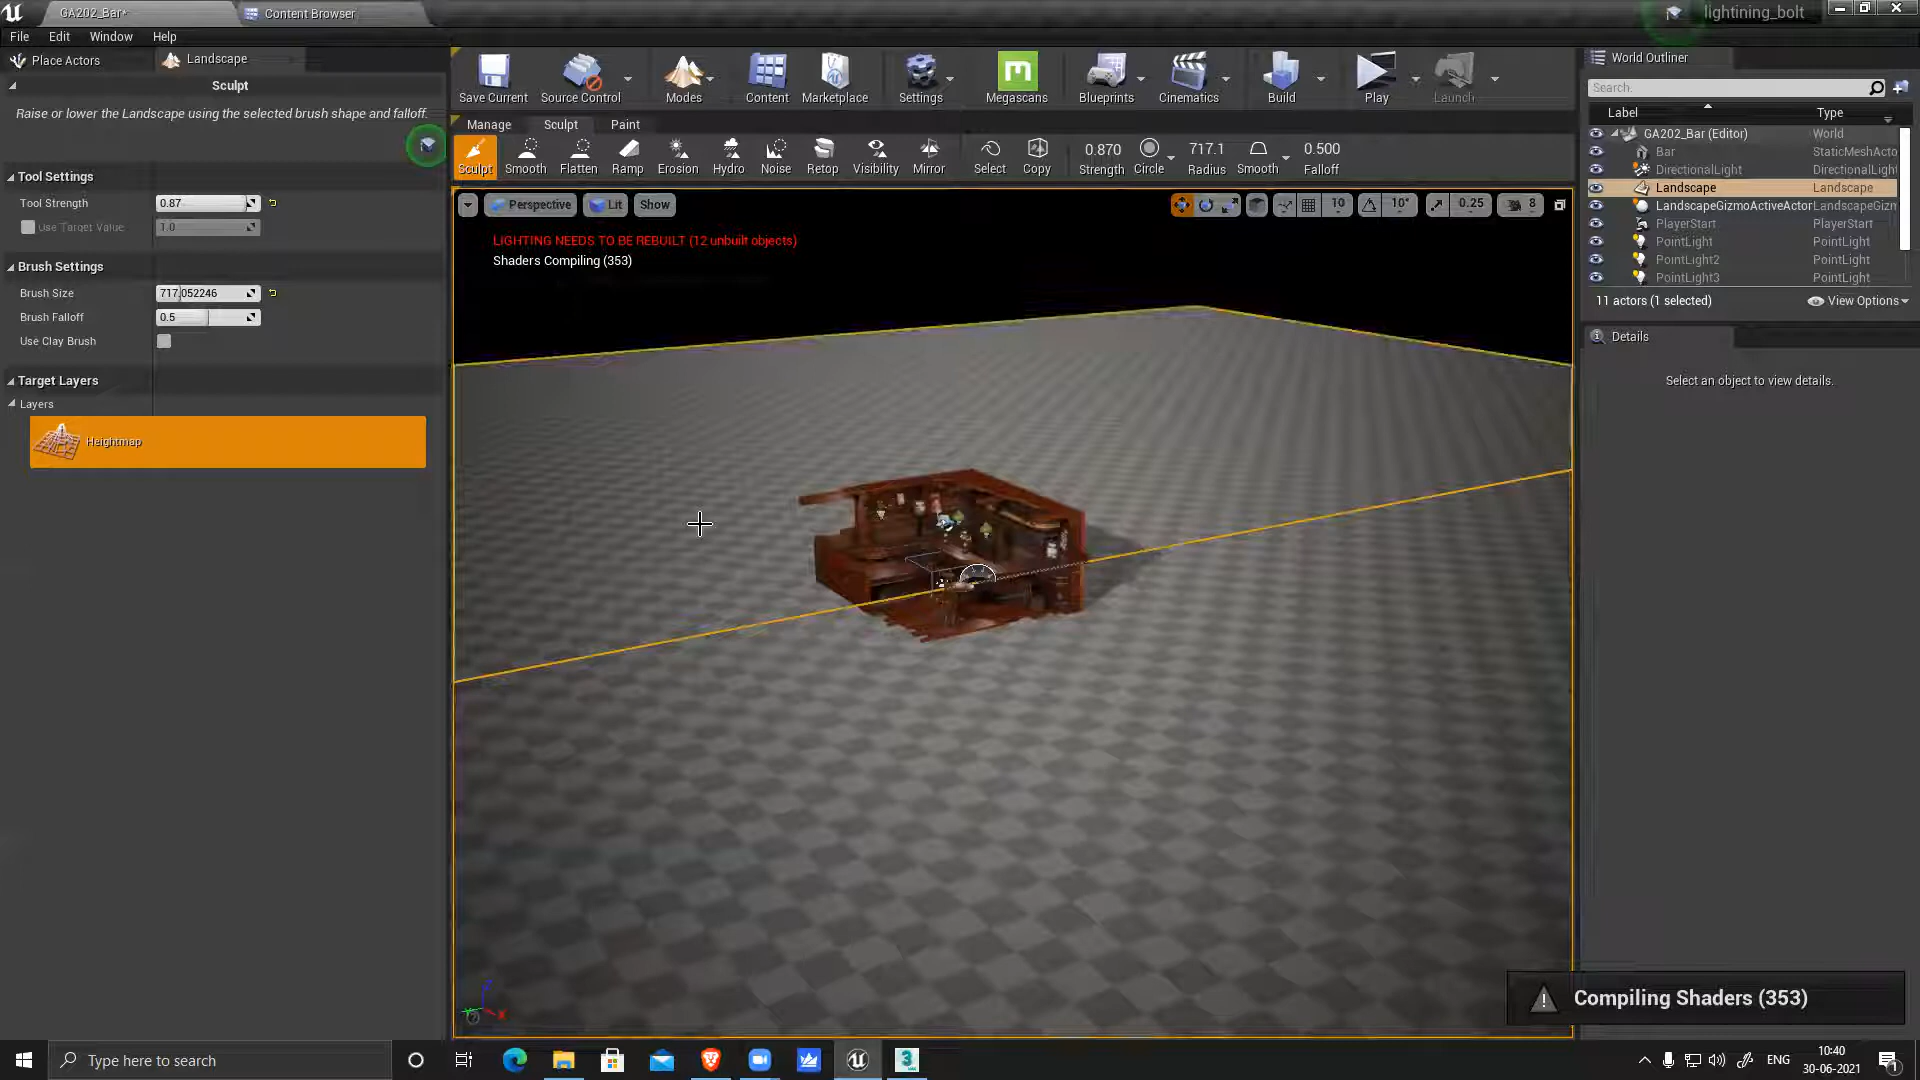 GA202_Bar*
Content Browser
lightining_bolt
File Edit Window Help
Place Actors
Landscape
Sculpt
Raise or lower the Landscape using the selected brush shape and falloff.
Tool Settings
Tool Strength 0.87
Use Target Value 1.0
Brush Settings
Brush Size 717.052246
Brush Falloff 0.5
Use Clay Brush
Target Layers
Layers
Heightmap
Save Current Source Control Modes Content Marketplace Settings Megascans Blueprints Cinematics Build Play Launch
Manage Sculpt Paint
0.870 717.1 0.500
Sculpt Smooth Flatten Ramp Erosion Hydro Noise Retop Visibility Mirror Select Copy Strength Circle Radius Smooth Falloff
Perspective Lit Show 10 10° 0.25 8
LIGHTING NEEDS TO BE REBUILT (12 unbuilt objects)
Shaders Compiling (353)
World Outliner
Search.
Label Type
GA202_Bar (Editor) World
Bar StaticMeshActo
DirectionalLight DirectionalLight
Landscape Landscape
LandscapeGizmoActiveActor LandscapeGizm
PlayerStart PlayerStart
PointLight PointLight
PointLight2 PointLight
PointLight3 PointLight
11 actors (1 selected) View Options
Details
Select an object to view details.
Compiling Shaders (353)
Type here to search
ENG
10:40
30-06-2021
1